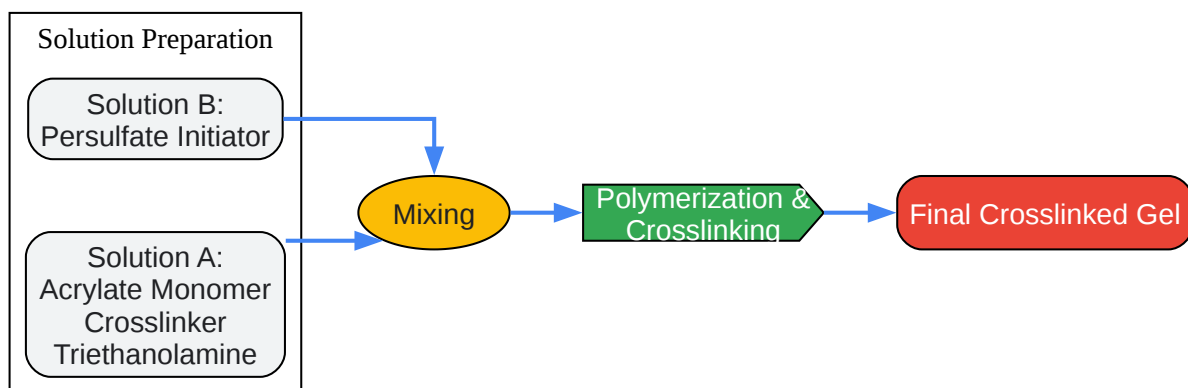 Solution Preparation
Solution B:
Persulfate Initiator
Solution A:
Acrylate Monomer
Crosslinker
Triethanolamine
Mixing
Polymerization &
Crosslinking
Final Crosslinked Gel